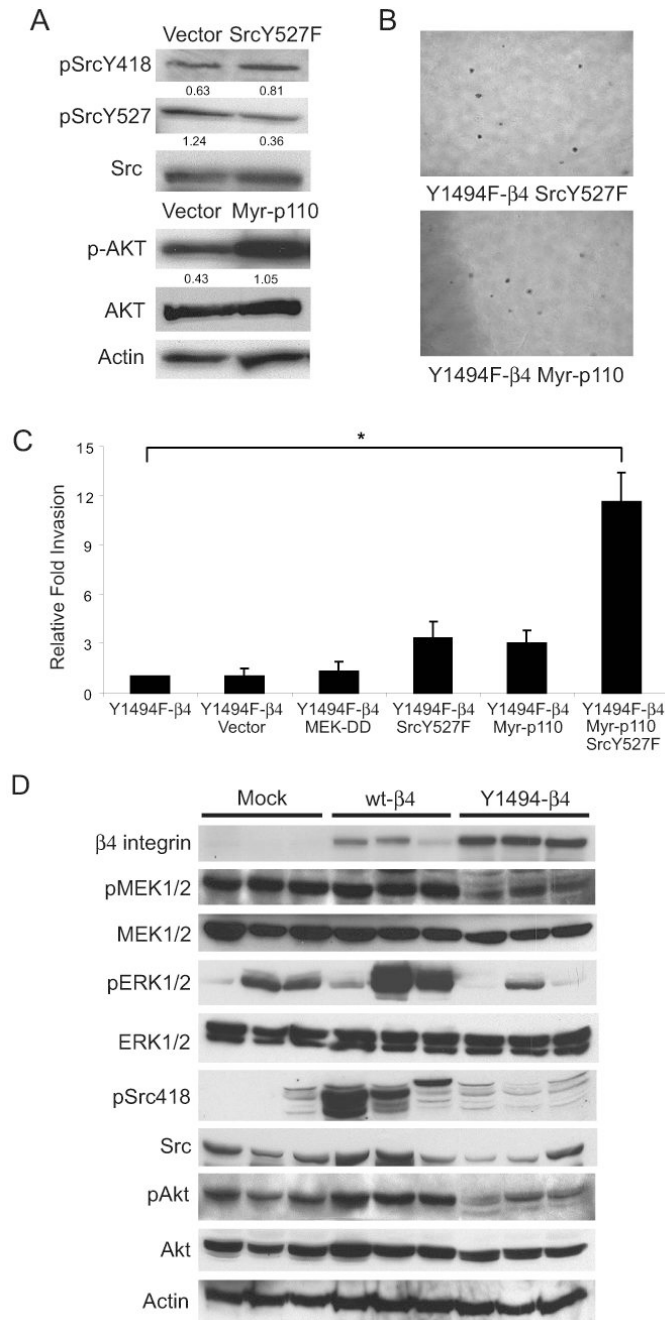 A
Vector SrcY527F
pSrcY418
0.63 0.81
pSrcY527
1.24 0.36
Src
Vector Myr-p110
p-AKT
0.43 1.05
AKT
Actin
B
Y1494F-β4 SrcY527F
Y1494F-β4 Myr-p110
C
*
Relative Fold Invasion
15
12
9
6
3
0
Y1494F-β4
Y1494F-β4
Vector
Y1494F-β4
MEK-DD
Y1494F-β4
SrcY527F
Y1494F-β4
Myr-p110
Y1494F-β4
Myr-p110
SrcY527F
D
Mock wt-β4 Y1494-β4
β4 integrin
pMEK1/2
MEK1/2
pERK1/2
ERK1/2
pSrc418
Src
pAkt
Akt
Actin